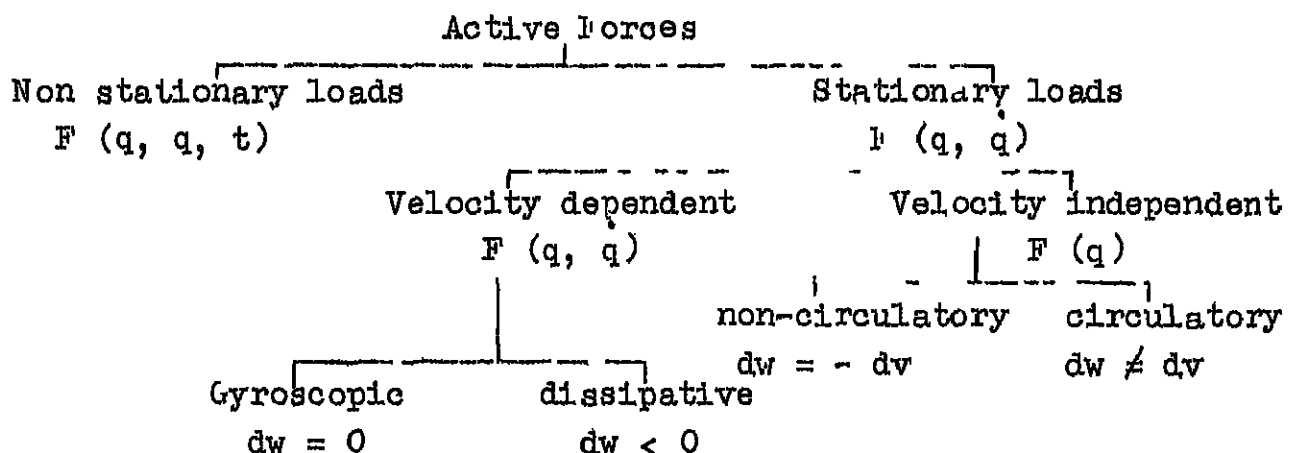 Active Forces
Non stationary loads Stationary loads
F (q, q, t) F (q, q̇)
Velocity dependent Velocity independent
F (q, q̇) F (q)
non-circulatory circulatory
dw = - dv dw ≠ dv
Gyroscopic dissipative
dw = 0 dw < 0